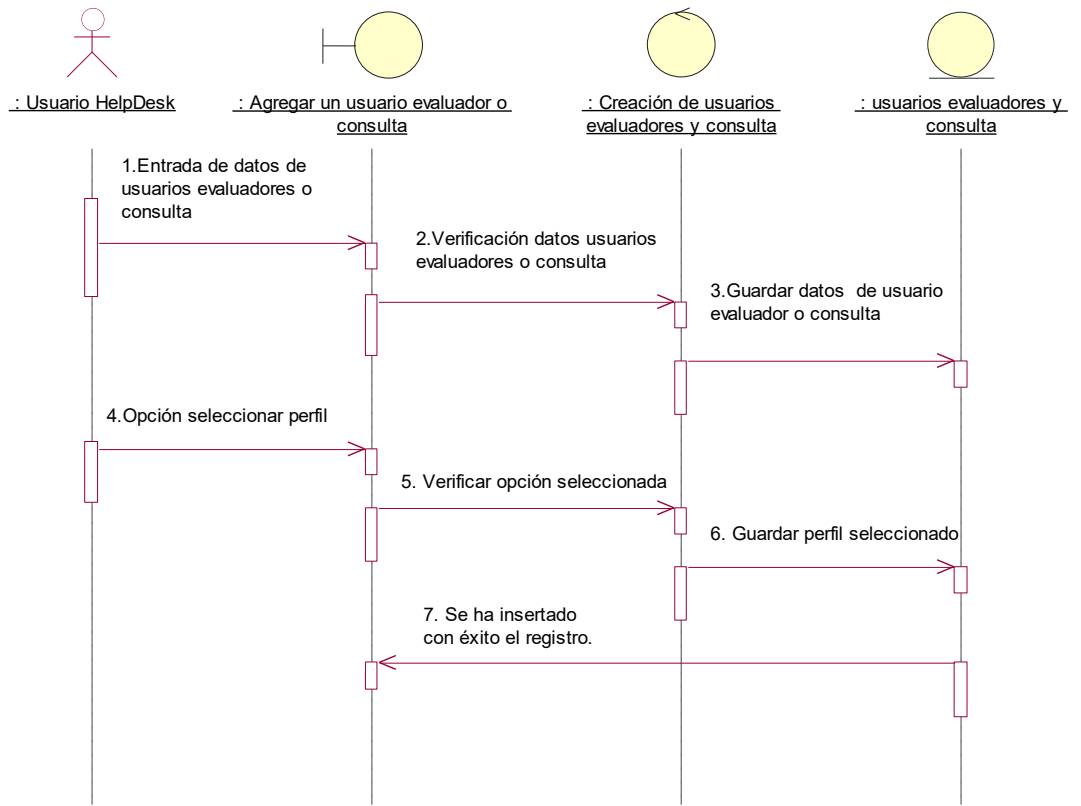 : Usuario HelpDesk
: Agregar un usuario evaluador o
consulta
: Creación de usuarios
evaluadores y consulta
: usuarios evaluadores y
consulta
1.Entrada de datos de
usuarios evaluadores o
consulta
2.Verificación datos usuarios
evaluadores o consulta
3.Guardar datos  de usuario
evaluador o consulta
4.Opción seleccionar perfil
5. Verificar opción seleccionada
6. Guardar perfil seleccionado
7. Se ha insertado
con éxito el registro.